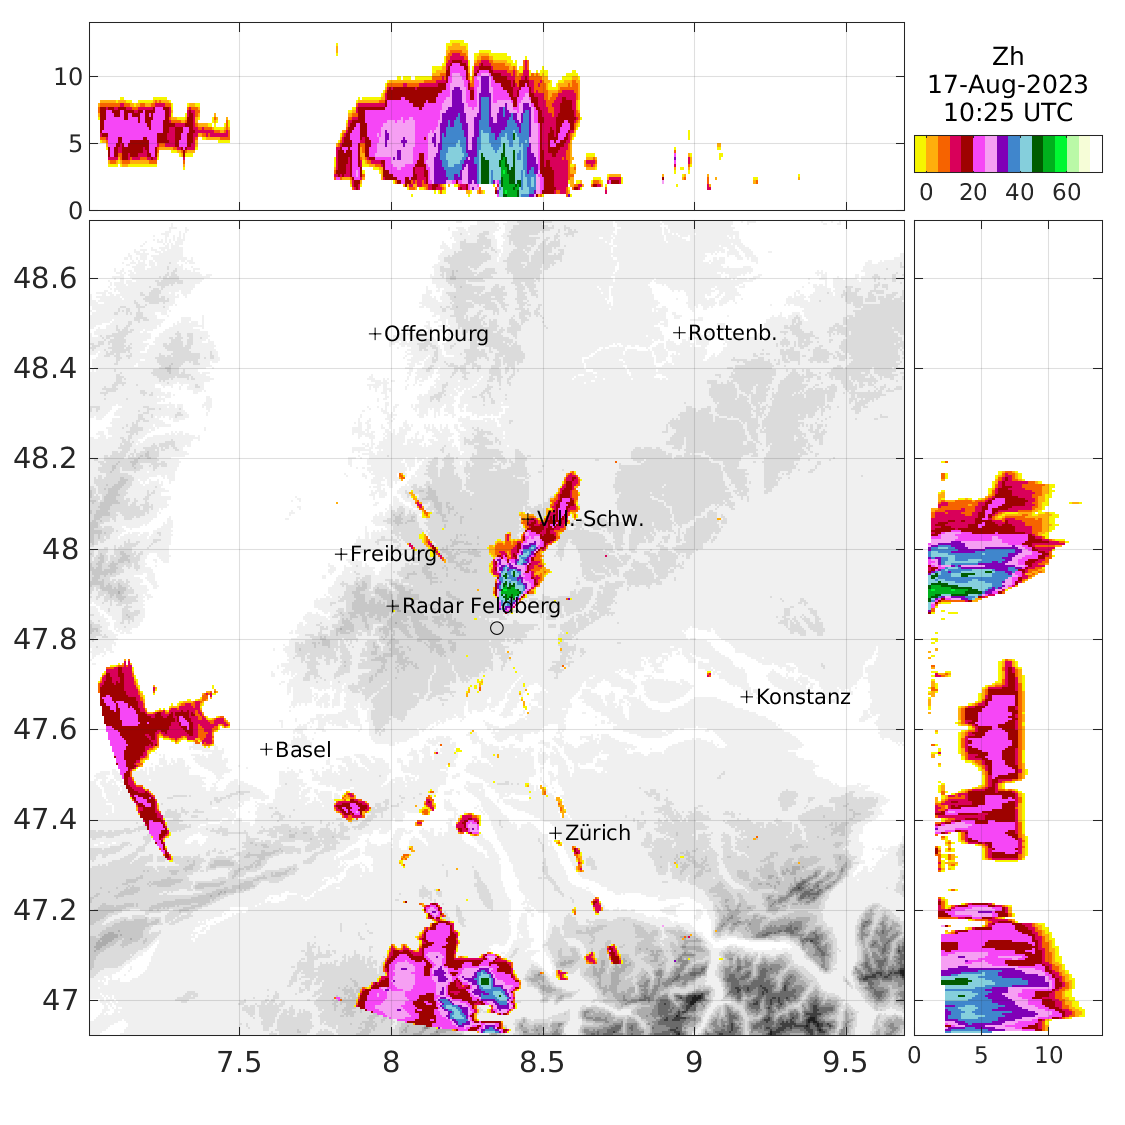 10
5
0
Zh
17-Aug-2023
10:25 UTC
0 20 40 60
48.6
48.4
48.2
48
47.8
47.6
47.4
47.2
47
+Offenburg
+Rottenb.
+Vill.-Schw.
+Freiburg
+Radar Feldberg
+Konstanz
+Basel
+Zürich
7.5 8 8.5 9 9.5
0 5 10